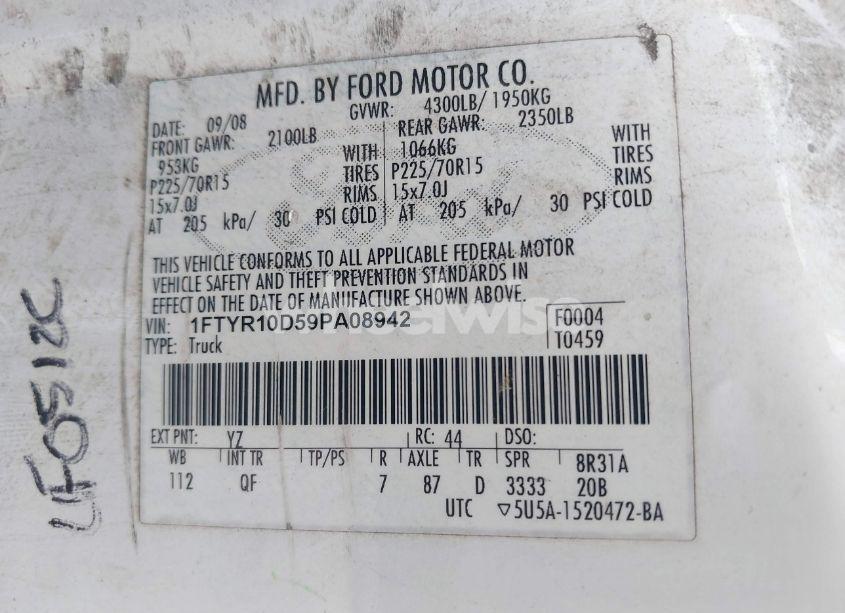 MFD. BY FORD MOTOR CO.
DATE: 09/08 GVWR: 4300LB/ 1950KG
FRONT GAWR: 2100LB REAR GAWR: 2350LB
953KG WITH 1066KG WITH
P225/70R15 TIRES P225/70R15 TIRES
15x7.0J RIMS 15x7.0J RIMS
AT 205 kPa/ 30 PSI COLD AT 205 kPa/ 30 PSI COLD
THIS VEHICLE CONFORMS TO ALL APPLICABLE FEDERAL MOTOR
VEHICLE SAFETY AND THEFT PREVENTION STANDARDS IN
EFFECT ON THE DATE OF MANUFACTURE SHOWN ABOVE.
VIN: 1FTYR10D59PA08942 F0004
TYPE: Truck T0459
EXT PNT: YZ RC: 44 DSO:
WB INT TR TP/PS R AXLE TR SPR 8R31A
112 QF 7 87 D 3333 20B
UTC ▽5U5A-1520472-BA